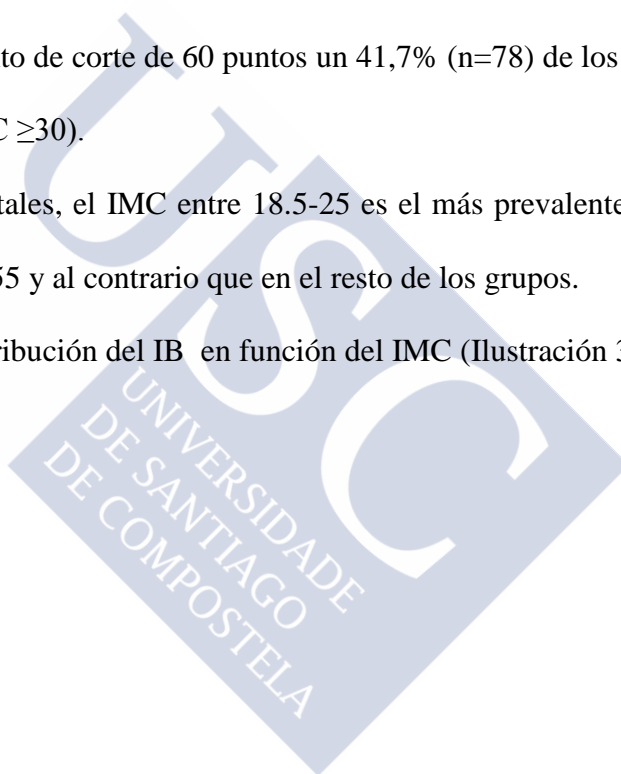 ito de corte de 60 puntos un 41,7% (n=78) de los
C ≥30).
tales, el IMC entre 18.5-25 es el más prevalente
55 y al contrario que en el resto de los grupos.
ribución del IB en función del IMC (Ilustración 3
USC
UNIVERSIDADE
DE SANTIAGO
DE COMPOSTELA